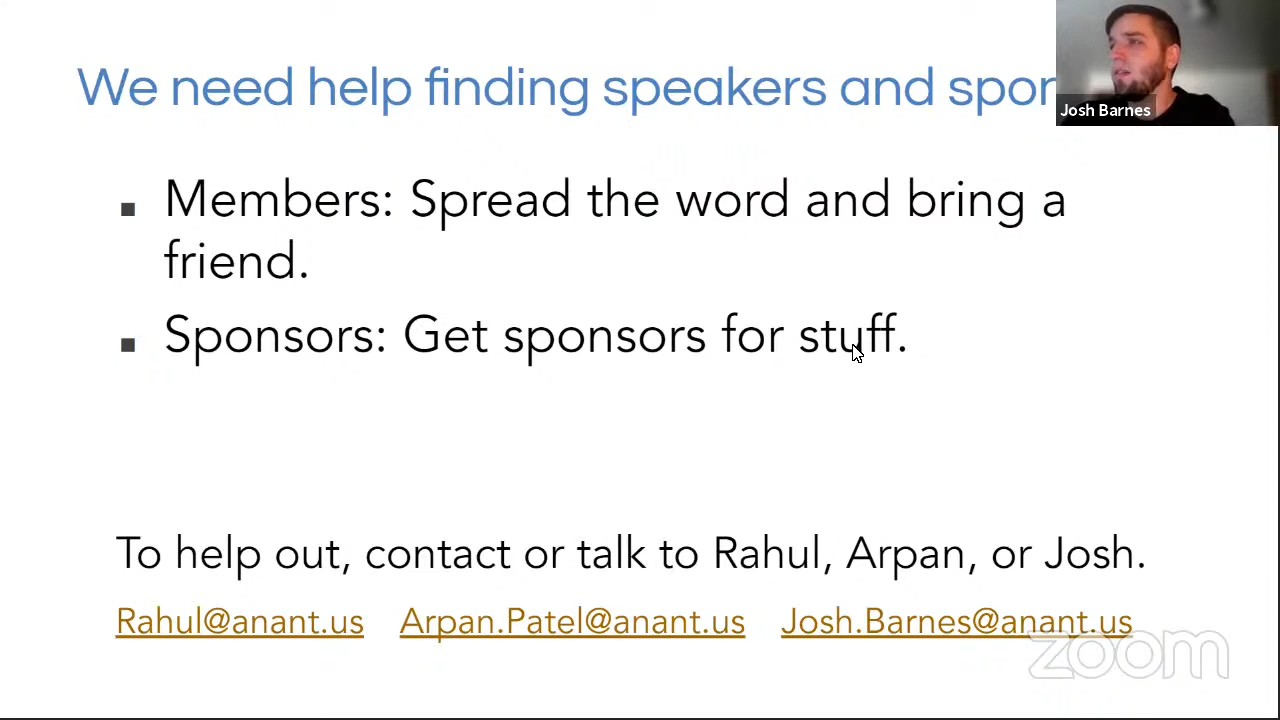 We need help finding speakers and spon
Josh Barnes
▪ Members: Spread the word and bring a
friend.
▪ Sponsors: Get sponsors for stuff.
To help out, contact or talk to Rahul, Arpan, or Josh.
Rahul@anant.us Arpan.Patel@anant.us Josh.Barnes@anant.us
zoom